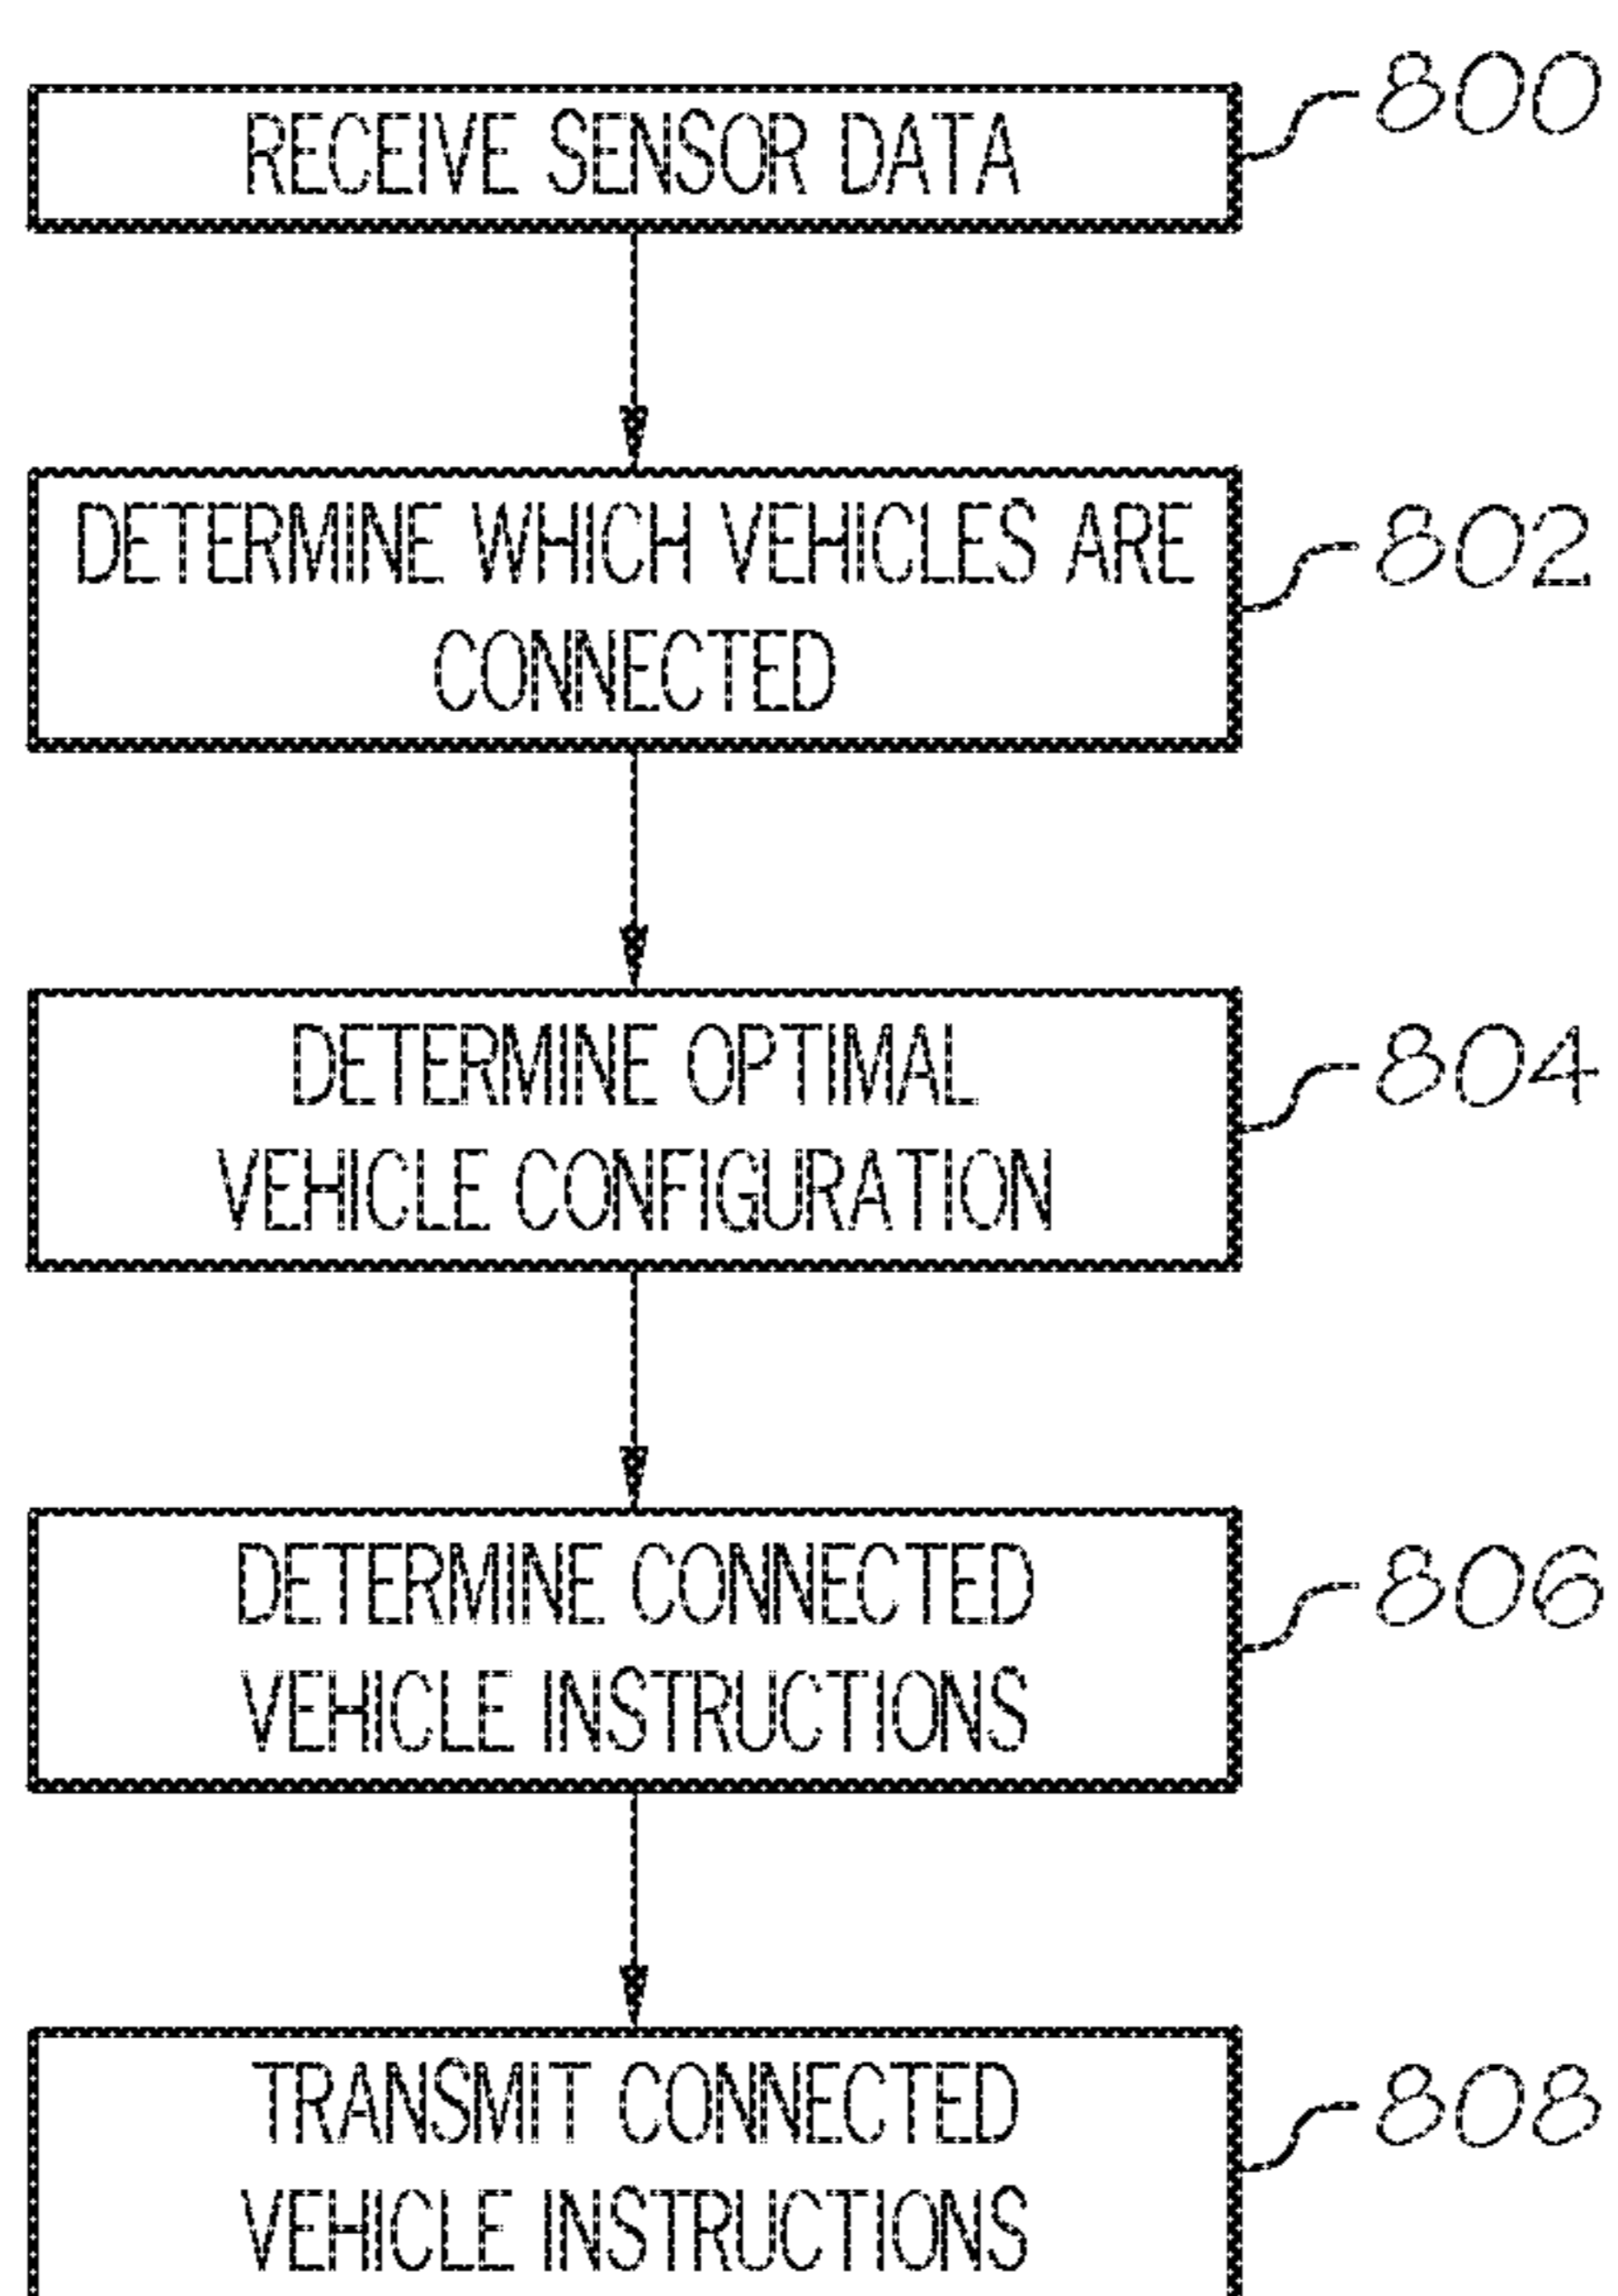 RECEIVE SENSOR DATA
800
DETERMINE WHICH VEHICLES ARE
CONNECTED
802
DETERMINE OPTIMAL
VEHICLE CONFIGURATION
804
DETERMINE CONNECTED
VEHICLE INSTRUCTIONS
806
TRANSMIT CONNECTED
VEHICLE INSTRUCTIONS
808